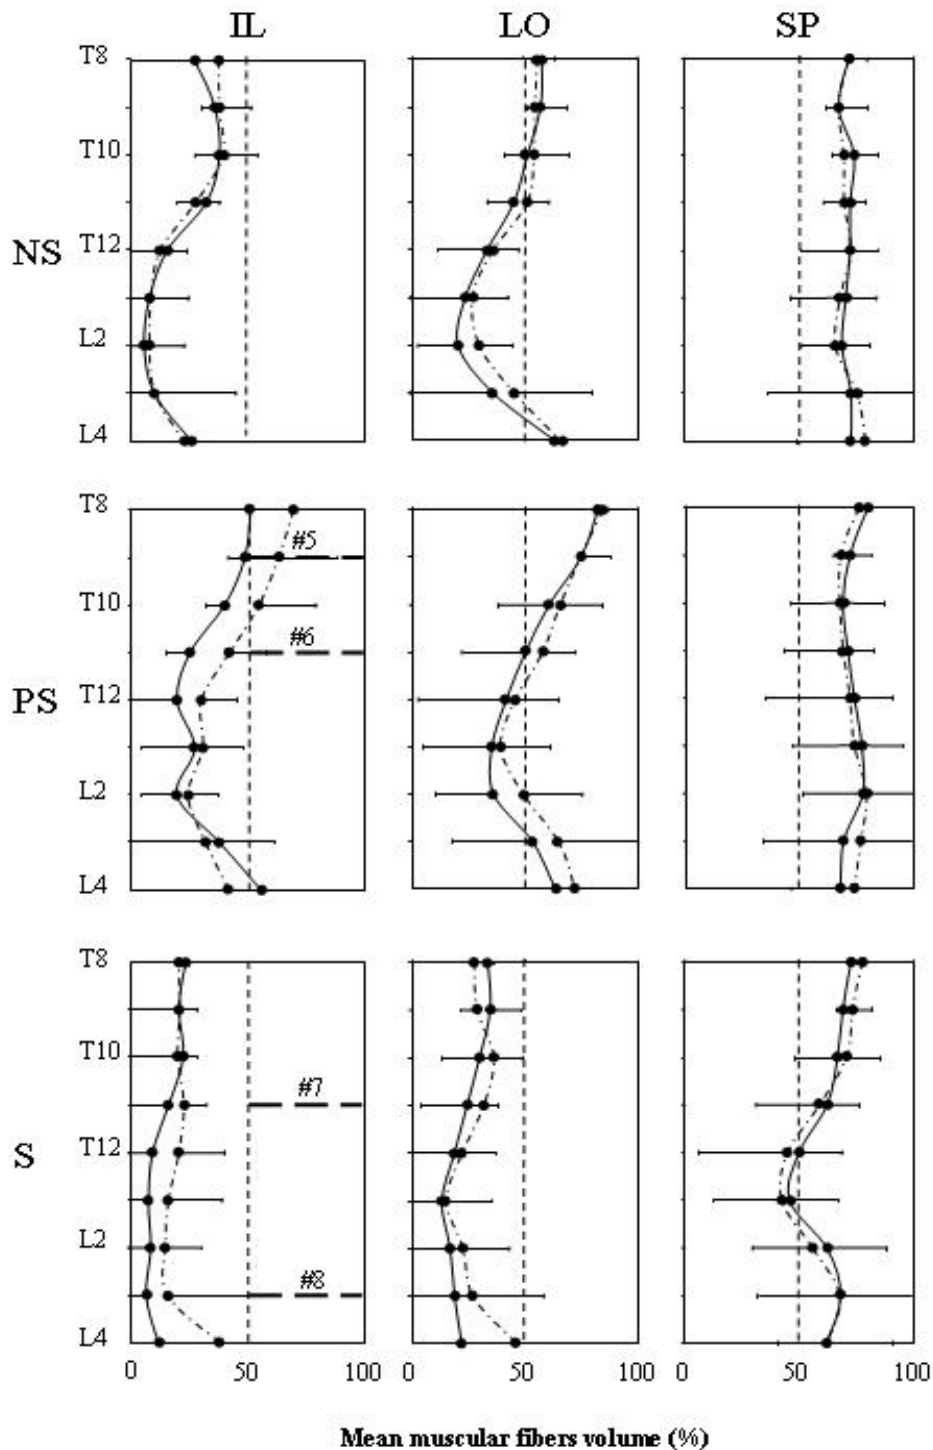 IL LO SP
T8
T10
NS T12
L2
L4
T8
#5
T10
#6
PS T12
L2
L4
T8
T10
#7
S T12
L2
#8
L4
0 50 100 0 50 100 0 50 100
Mean muscular fibers volume (%)